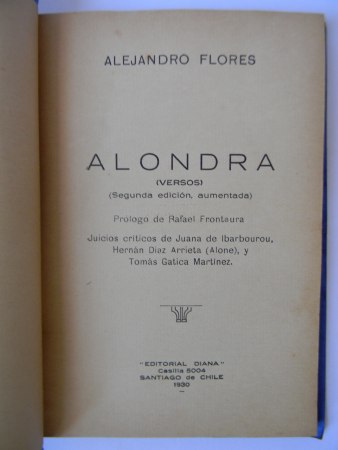 ALEJANDRO FLORES
ALONDRA
(VERSOS)
(Segunda edición, aumentada)
Prólogo de Rafael Frontaura
Juicios críticos de Juana de Ibarbourou,
Hernán Díaz Arrieta (Alone), y
Tomás Gatica Martínez.
"EDITORIAL DIANA"
Casilla 5004
SANTIAGO de CHILE
1930